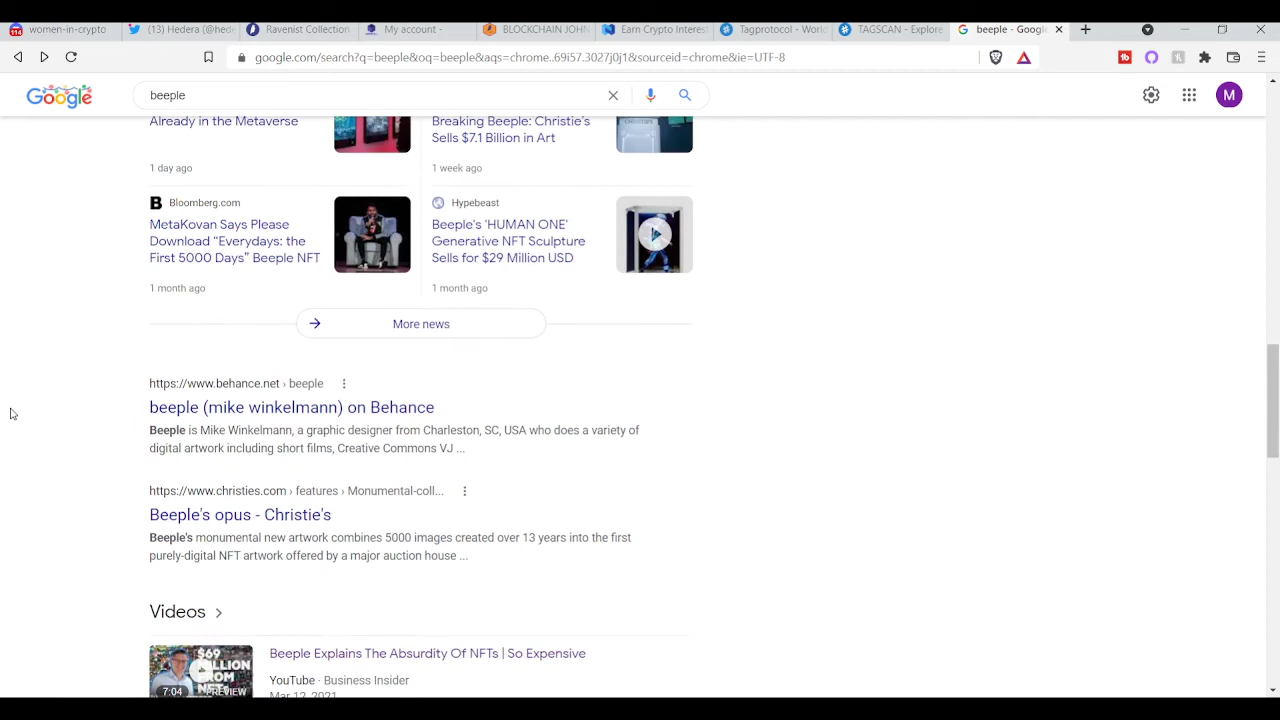 women-in-crypto
(13) Hedera (@hede
Ravenist Collection
My account -
BLOCKCHAIN JOHN
Earn Crypto Interest
Tagprotocol - World
TAGSCAN - Explore
beeple - Google
google.com/search?q=beeple&oq=beeple&aqs=chrome..69i57.3027j0j1&sourceid=chrome&ie=UTF-8
Google
beeple
M
Already in the Metaverse
1 day ago
Breaking Beeple: Christie's
Sells $7.1 Billion in Art
1 week ago
Bloomberg.com
MetaKovan Says Please
Download “Everydays: the
First 5000 Days” Beeple NFT
1 month ago
Hypebeast
Beeple's 'HUMAN ONE'
Generative NFT Sculpture
Sells for $29 Million USD
1 month ago
More news
https://www.behance.net › beeple
beeple (mike winkelmann) on Behance
Beeple is Mike Winkelmann, a graphic designer from Charleston, SC, USA who does a variety of
digital artwork including short films, Creative Commons VJ ...
https://www.christies.com › features › Monumental-coll...
Beeple's opus - Christie's
Beeple's monumental new artwork combines 5000 images created over 13 years into the first
purely-digital NFT artwork offered by a major auction house ...
Videos
$69
MILLION
FROM
7:04
PREVIEW
Beeple Explains The Absurdity Of NFTs | So Expensive
YouTube · Business Insider
Mar 12, 2021